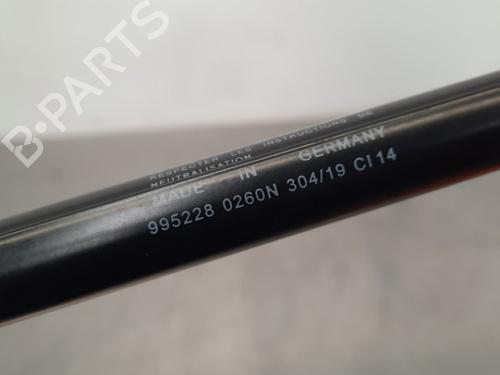 RESPECTER LES INSTRUCTIONS DE
NEUTRALISATION
MADE IN GERMANY
995228 0260N 304/19 CI14
B-PARTS